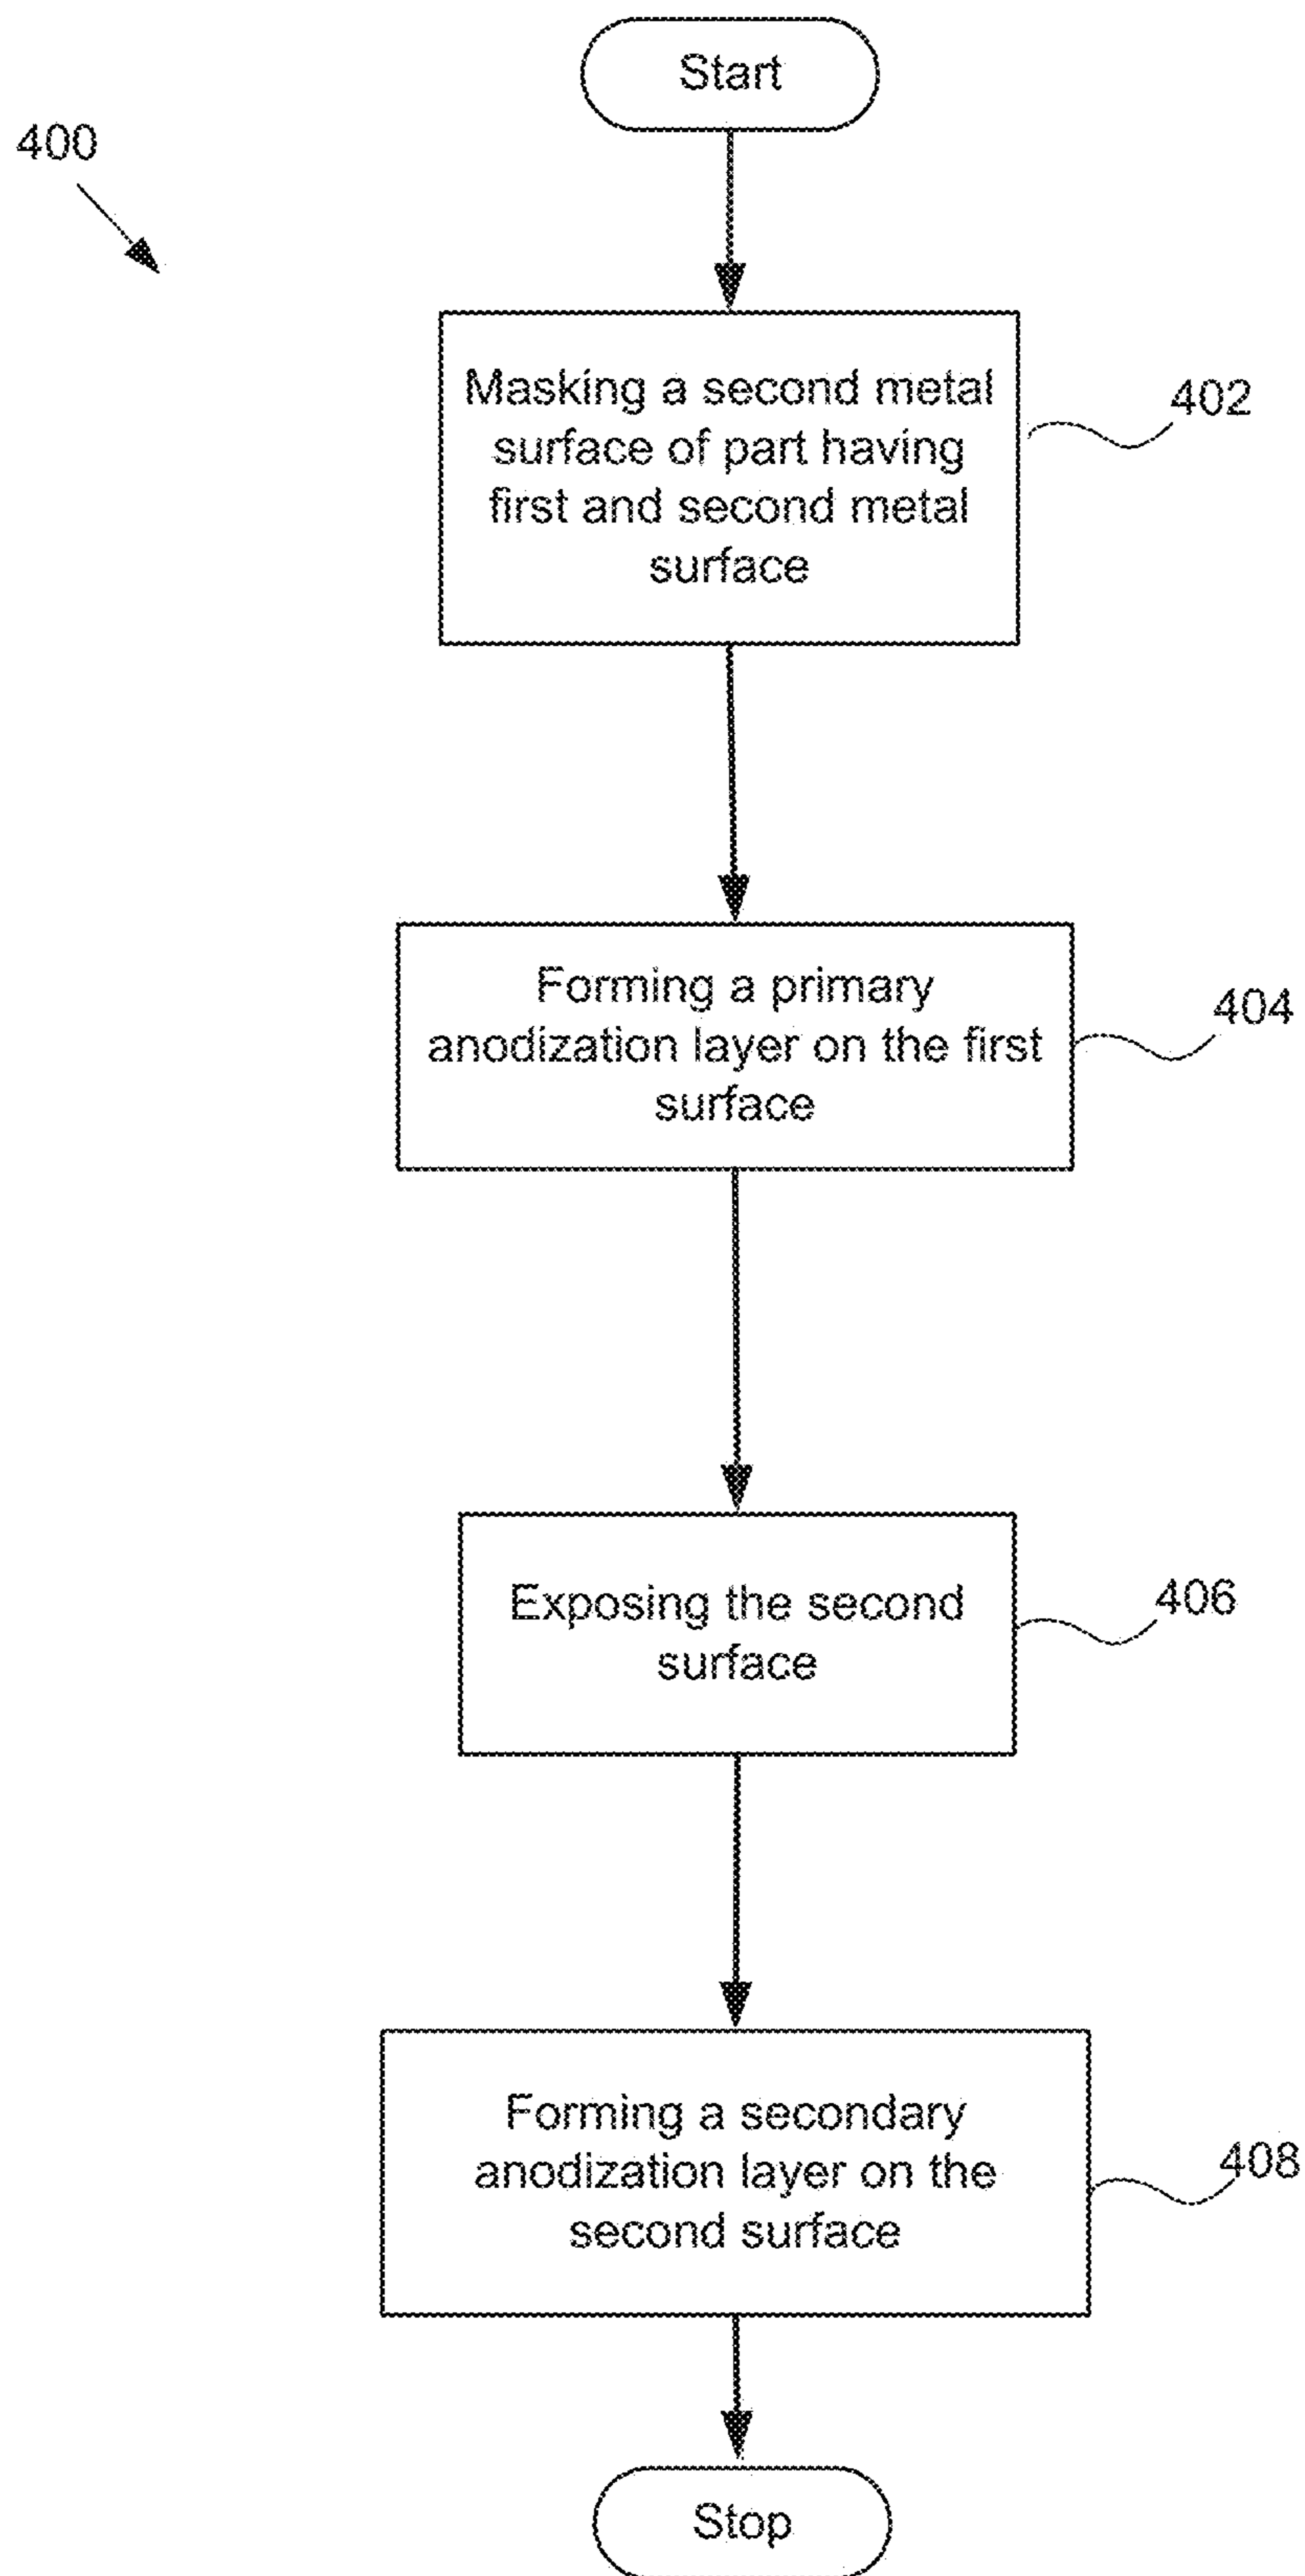 Start
400
Masking a second metal
surface of part having
first and second metal
surface
402
Forming a primary
anodization layer on the first
surface
404
Exposing the second
surface
406
Forming a secondary
anodization layer on the
second surface
408
Stop